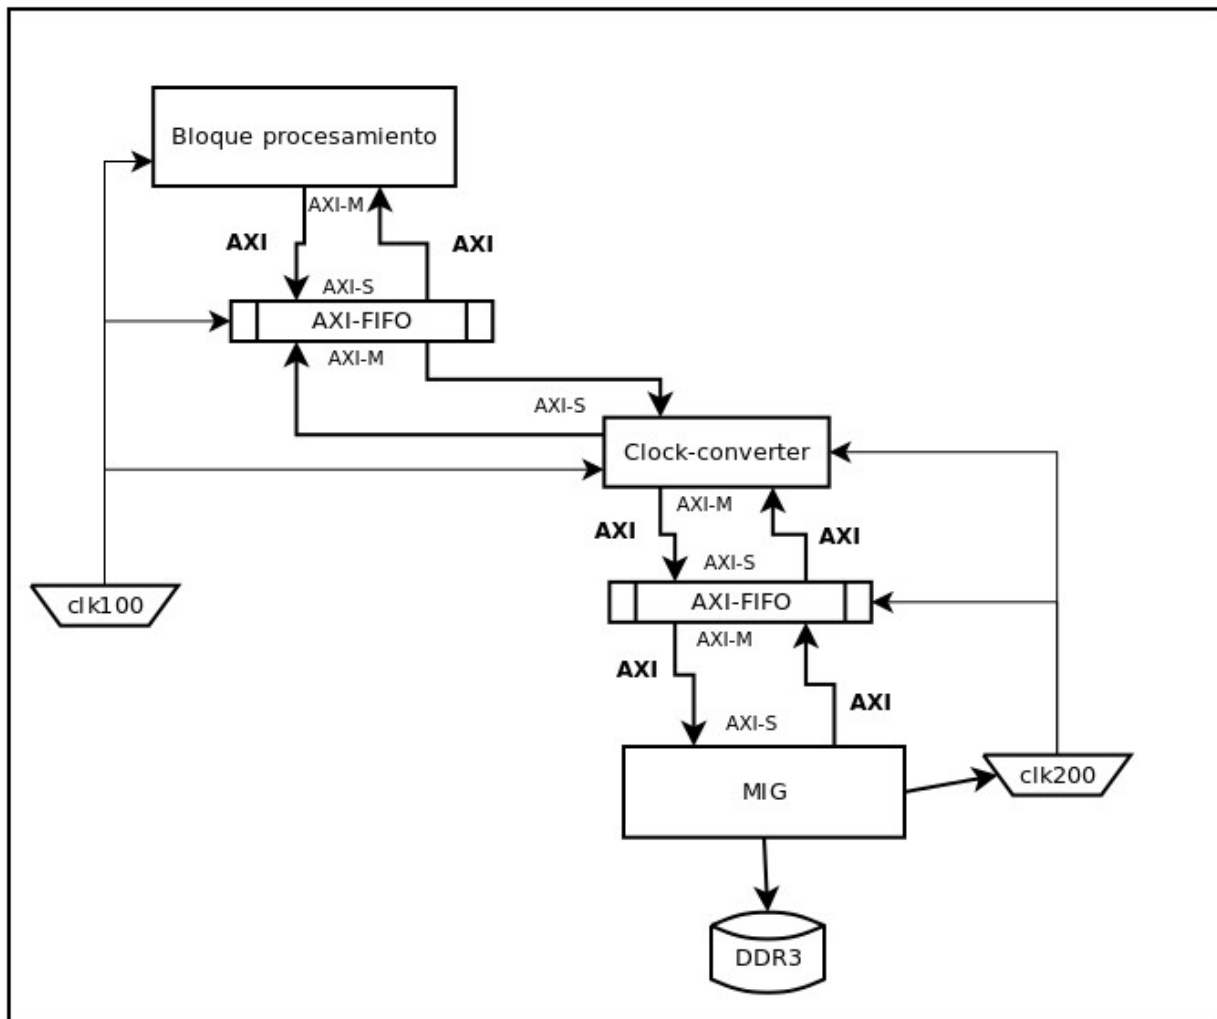 Bloque procesamiento
AXI-M
AXI
AXI
AXI-S
AXI-FIFO
AXI-M
AXI-S
Clock-converter
AXI-M
AXI
AXI
AXI-S
clk100
AXI-FIFO
AXI-M
AXI
AXI
AXI-S
clk200
MIG
DDR3